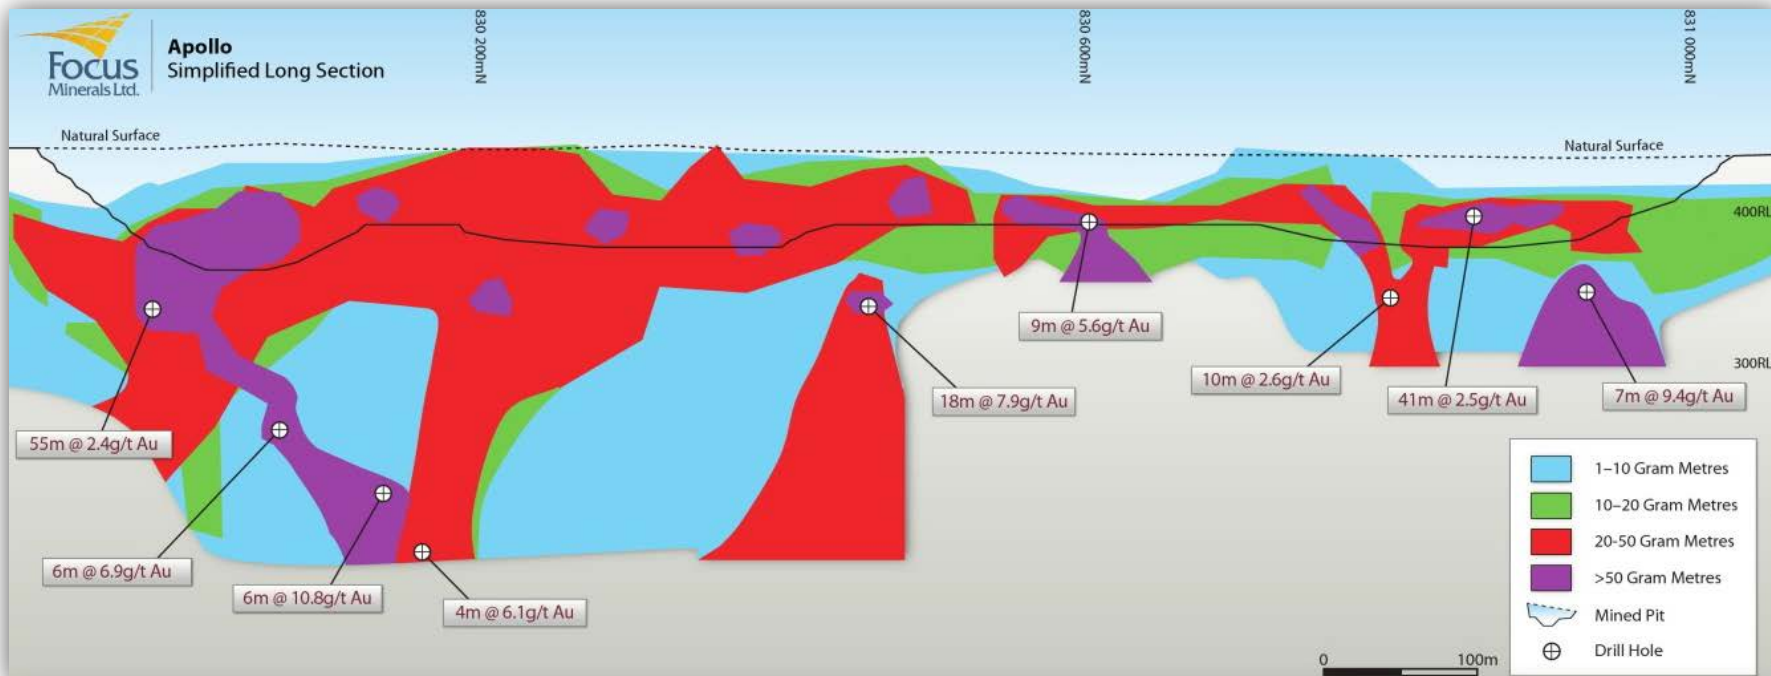 Focus
Minerals Ltd.
Apollo
Simplified Long Section
830 200mN
830 600mN
831 000mN
Natural Surface
Natural Surface
400RL
300RL
9m @ 5.6g/t Au
10m @ 2.6g/t Au
18m @ 7.9g/t Au
41m @ 2.5g/t Au
7m @ 9.4g/t Au
55m @ 2.4g/t Au
6m @ 6.9g/t Au
6m @ 10.8g/t Au
4m @ 6.1g/t Au
1–10 Gram Metres
10–20 Gram Metres
20-50 Gram Metres
>50 Gram Metres
Mined Pit
Drill Hole
0 100m